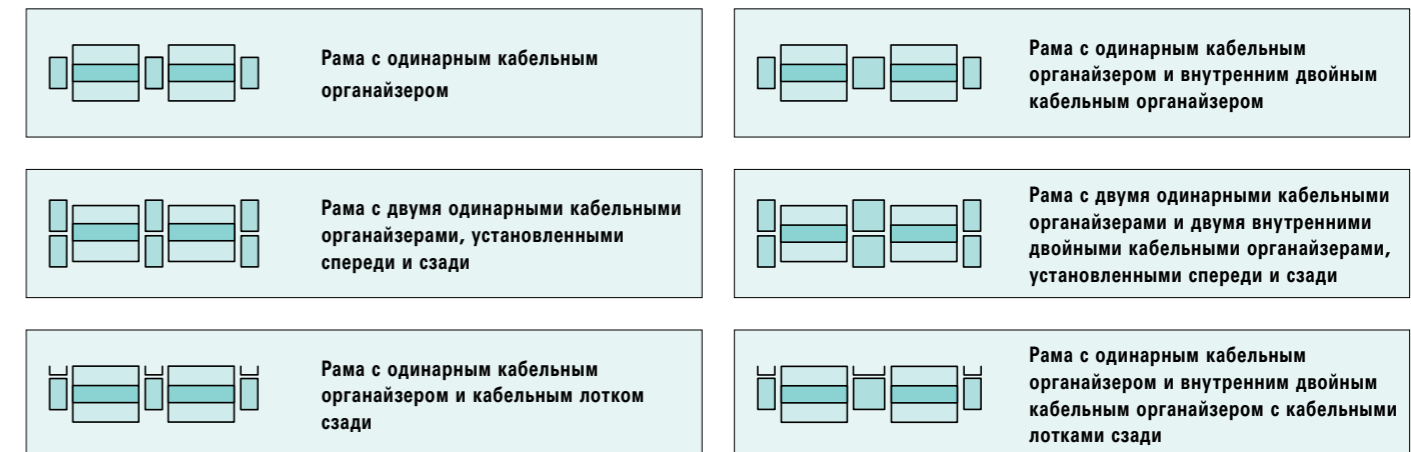 Рама с одинарным кабельным
органайзером
Рама с одинарным кабельным
органайзером и внутренним двойным
кабельным органайзером
Рама с двумя одинарными кабельными
органайзерами, установленными
спереди и сзади
Рама с двумя одинарными кабельными
органайзерами и двумя внутренними
двойными кабельными органайзерами,
установленными спереди и сзади
Рама с одинарным кабельным
органайзером и кабельным лотком
сзади
Рама с одинарным кабельным
органайзером и внутренним двойным
кабельным органайзером с кабельными
лотками сзади